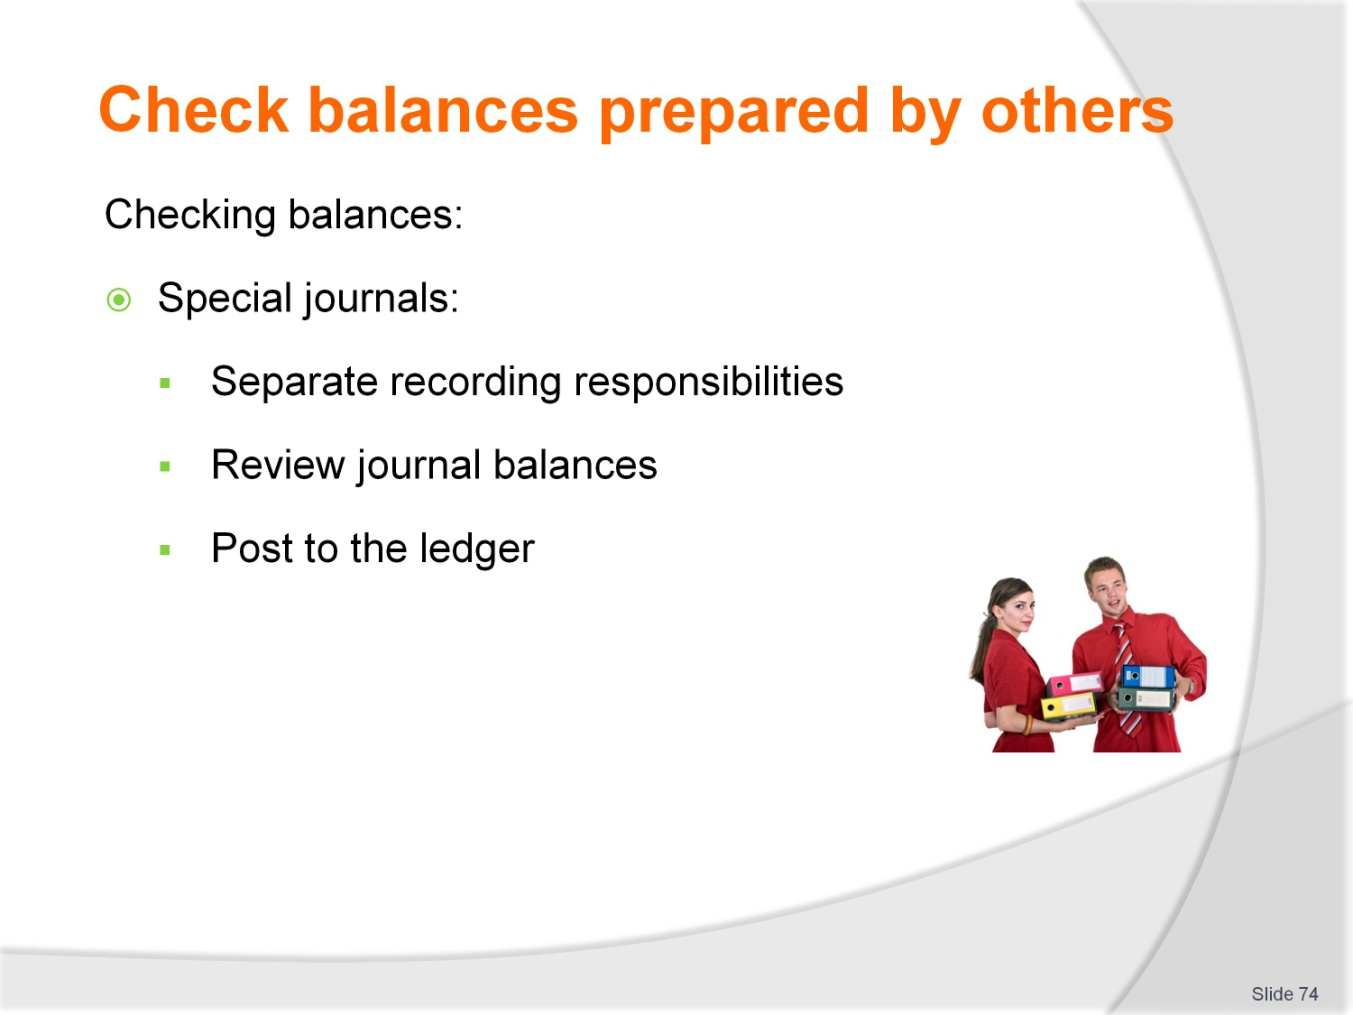 Check balances prepared by others
Checking balances:
Special journals:
Separate recording responsibilities
Review journal balances
Post to the ledger
Slide 74